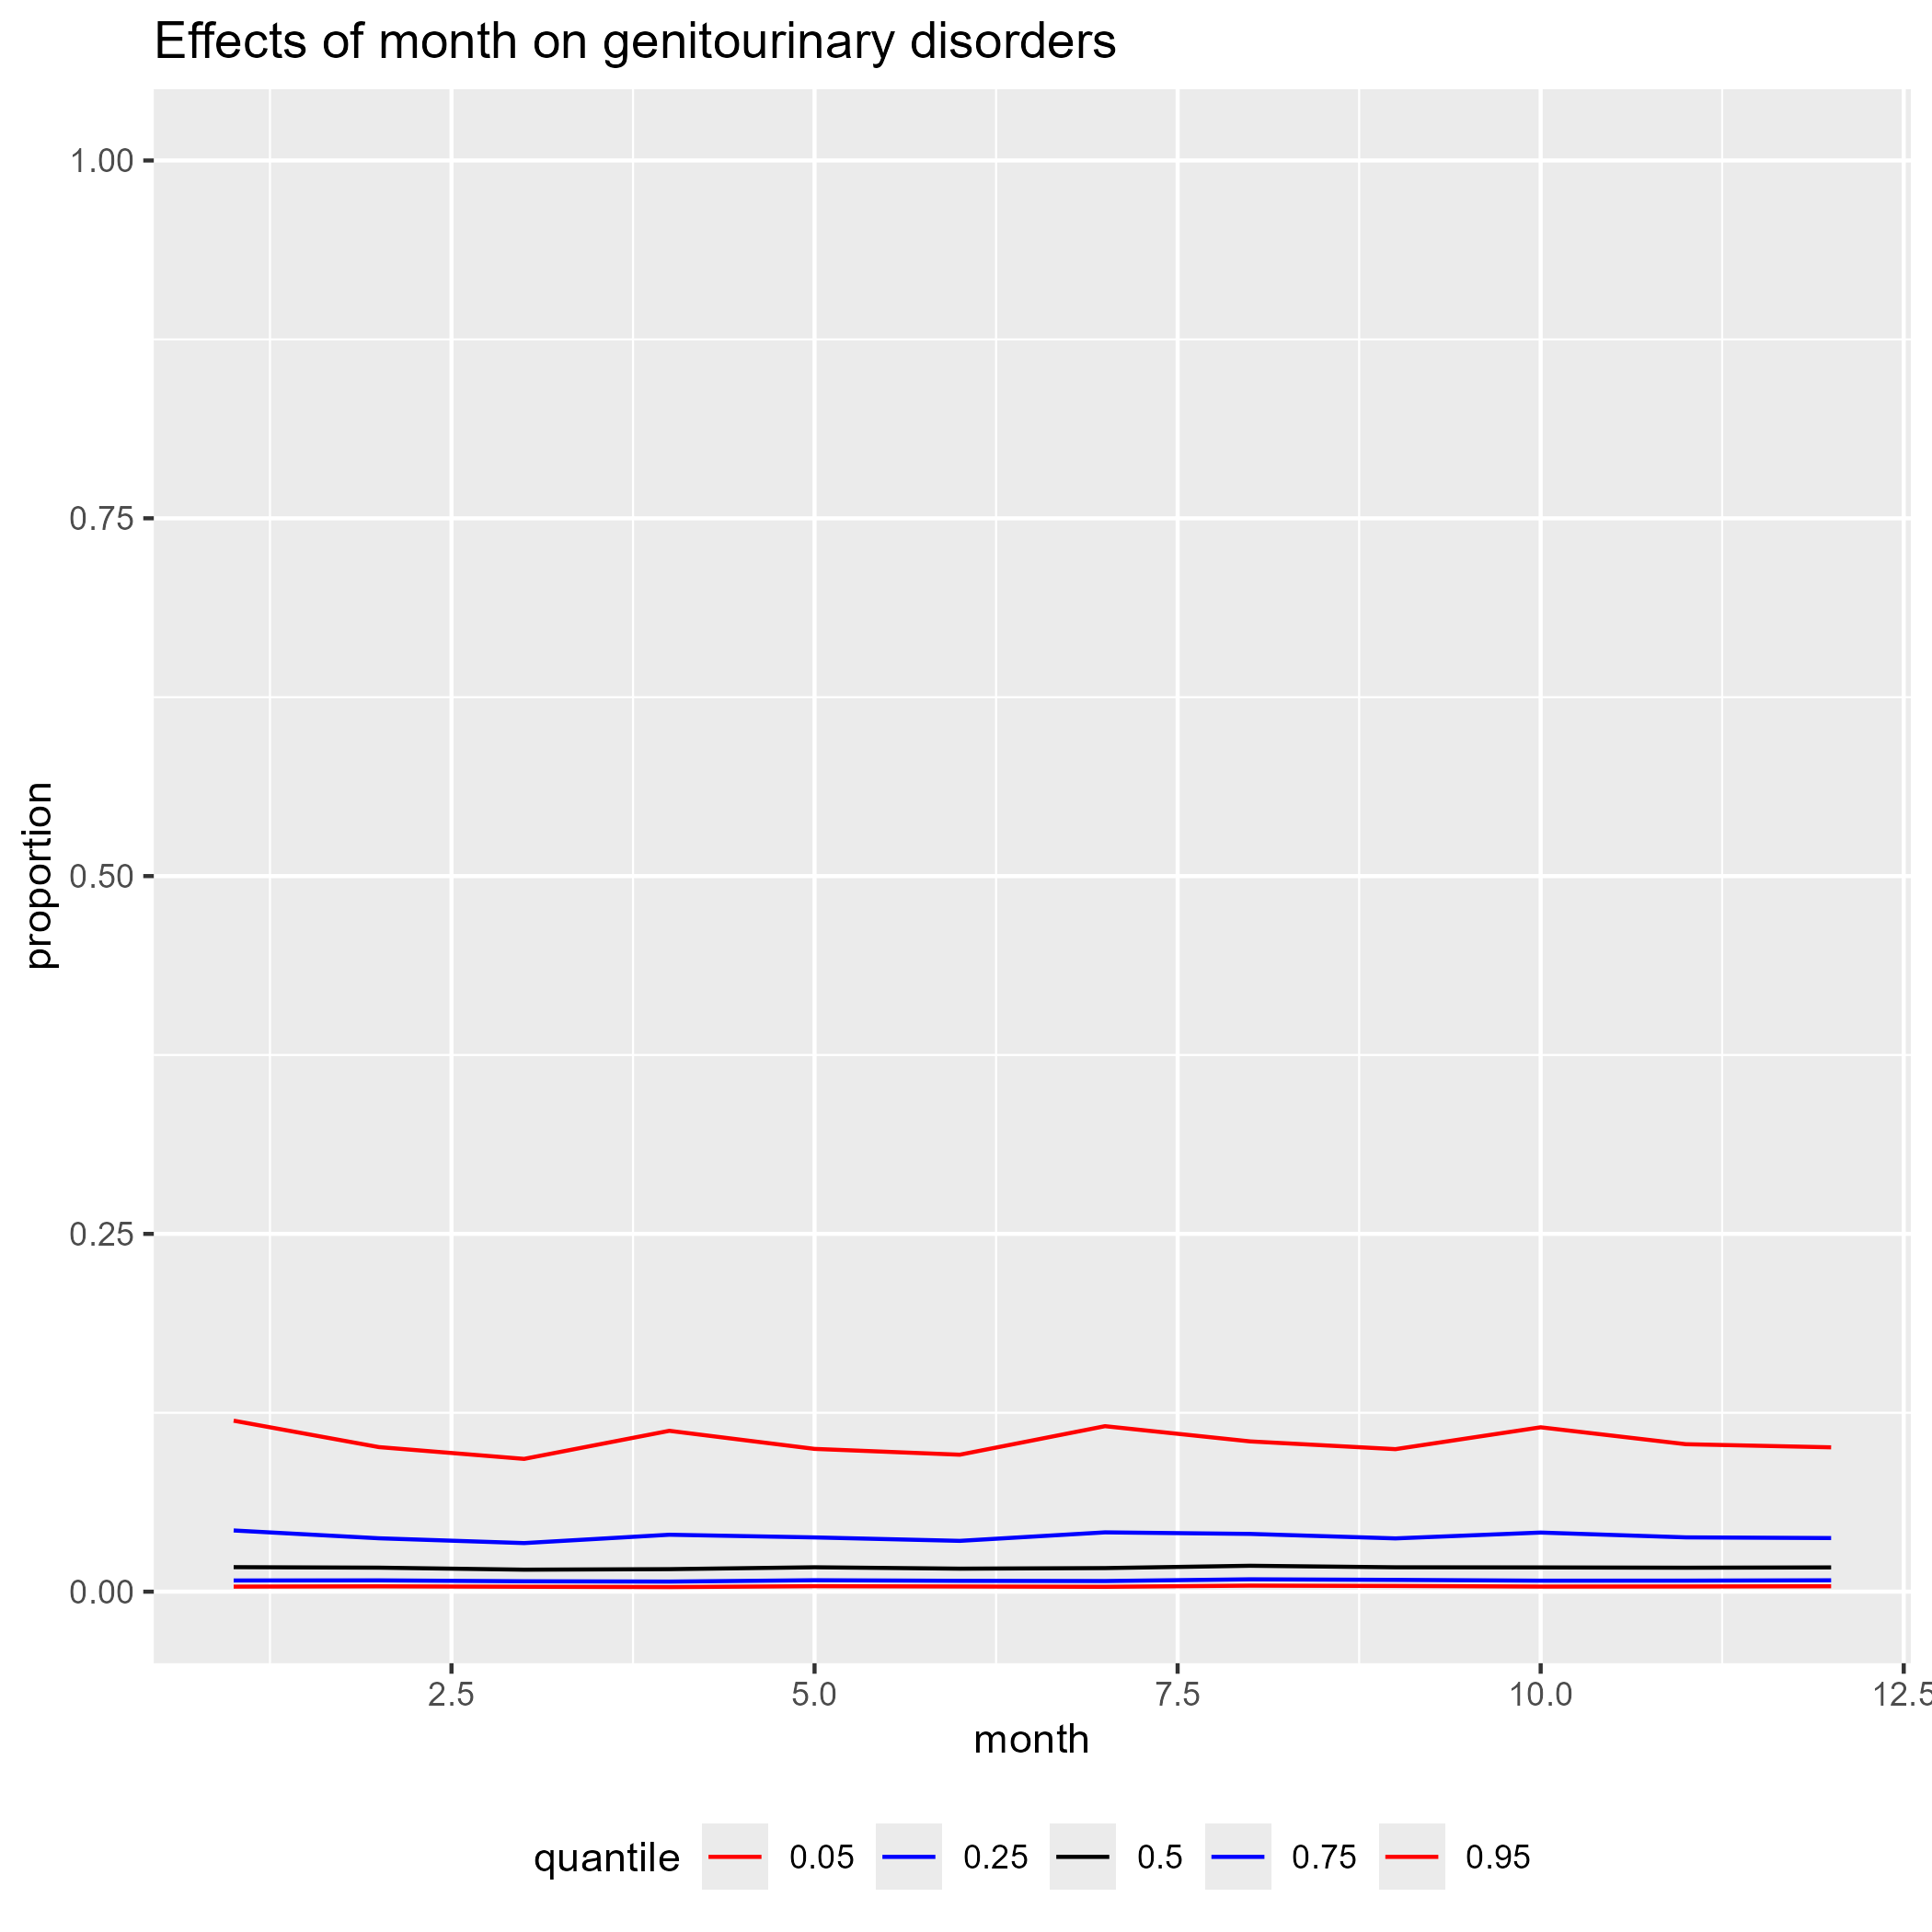 Effects of month on genitourinary disorders
1.00
0.75
0.50
0.25
0.00
proportion
2.5 5.0 7.5 10.0 12.5
month
quantile 0.05 0.25 0.5 0.75 0.95